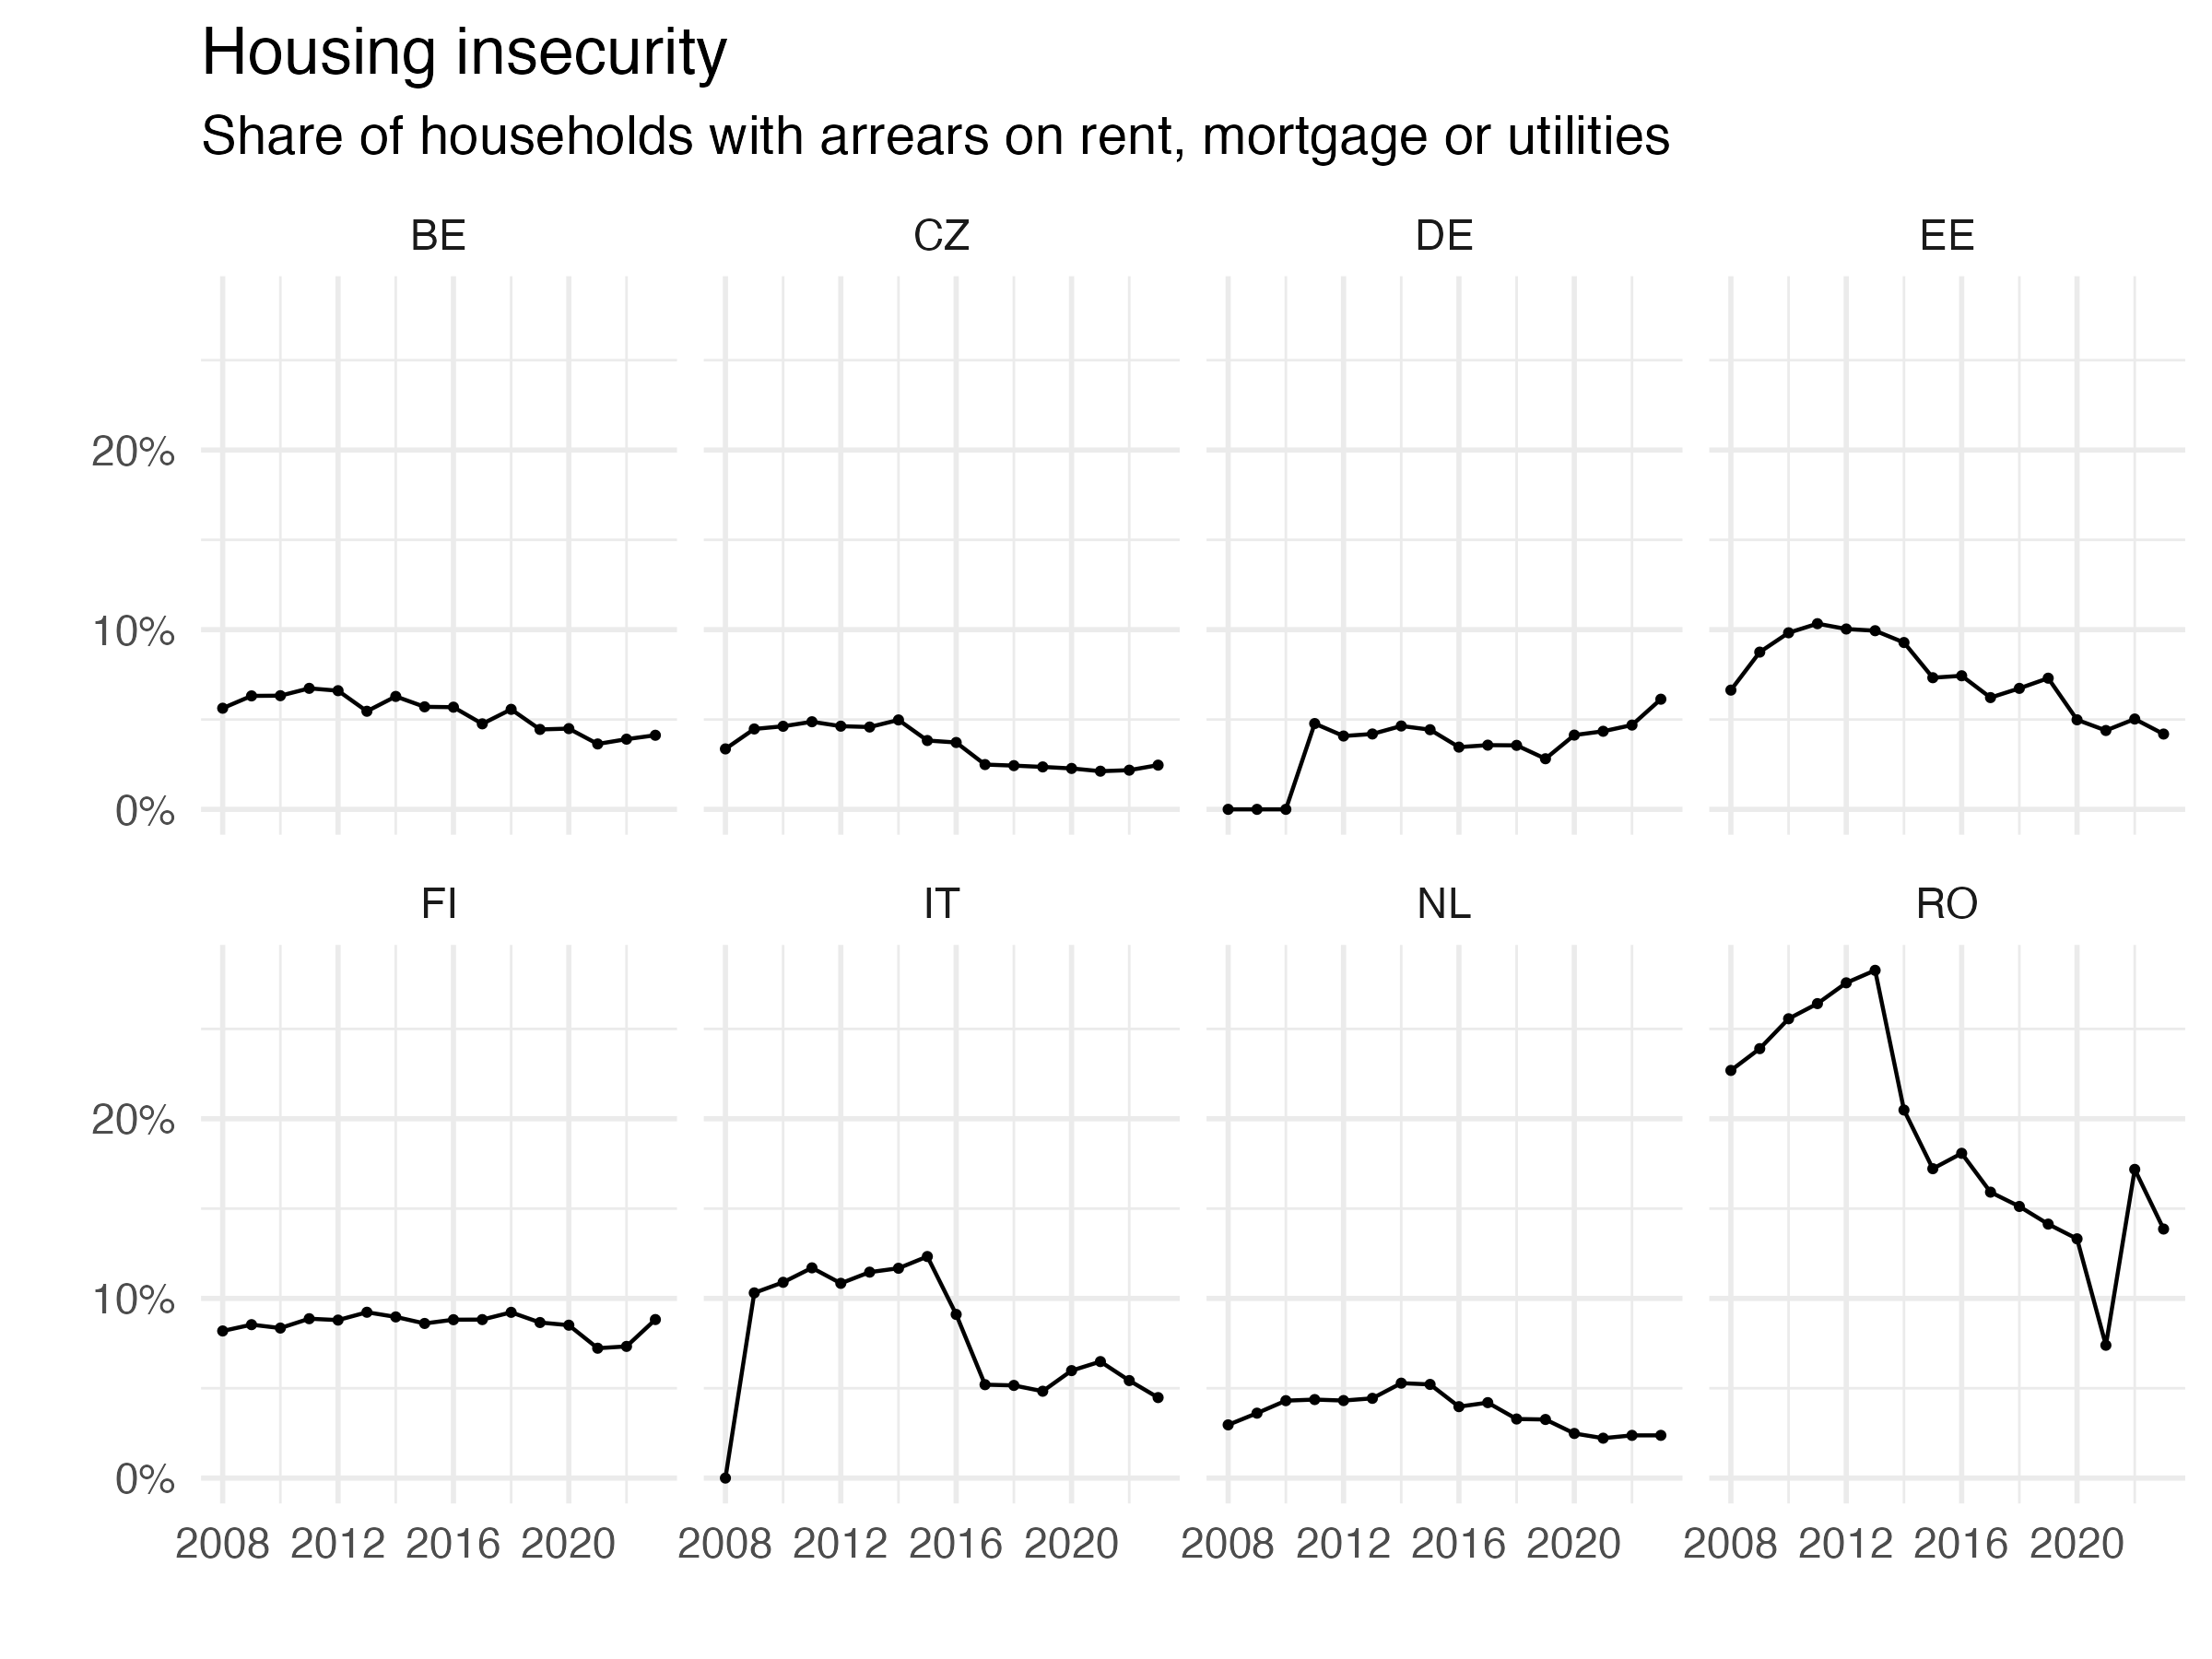 Housing insecurity
Share of households with arrears on rent, mortgage or utilities
BE CZ DE EE
20%
10%
0%
FI IT NL RO
20%
10%
0%
2008 2012 2016 2020 2008 2012 2016 2020 2008 2012 2016 2020 2008 2012 2016 2020